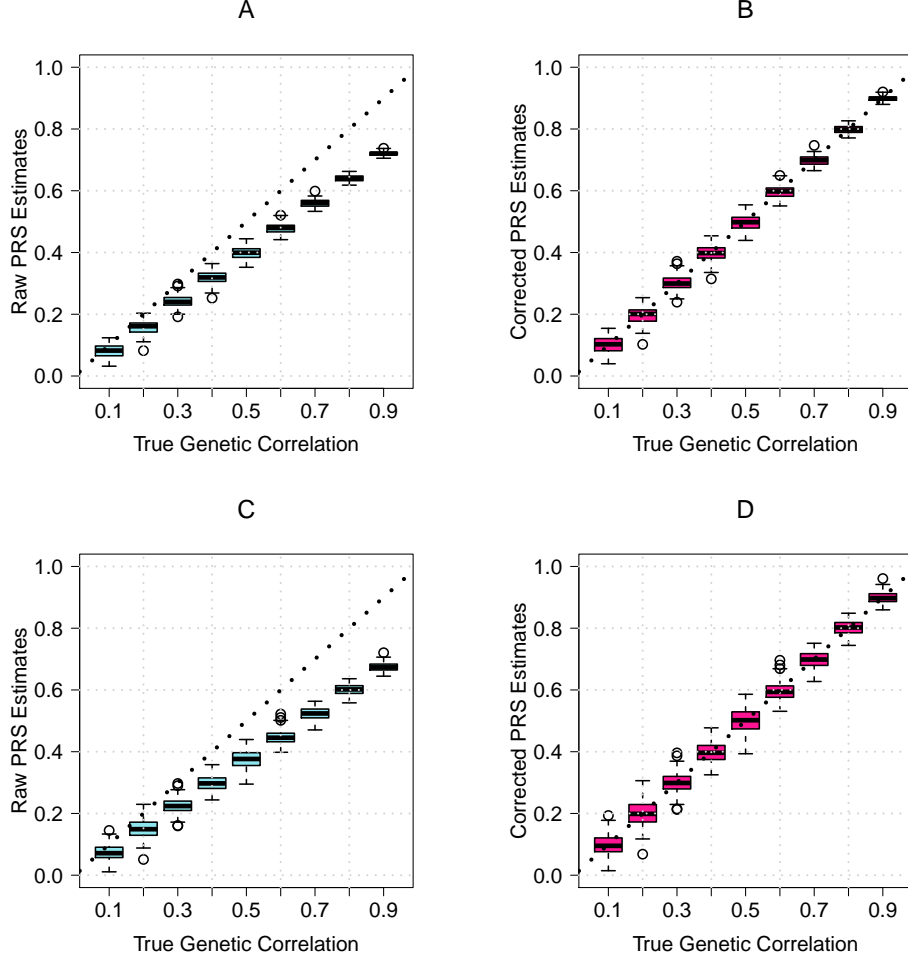 A
B
1.0
0.8
0.6
0.4
0.2
0.0
Raw PRS Estimates
0.1 0.3 0.5 0.7 0.9
True Genetic Correlation
1.0
0.8
0.6
0.4
0.2
0.0
Corrected PRS Estimates
0.1 0.3 0.5 0.7 0.9
True Genetic Correlation
C
D
1.0
0.8
0.6
0.4
0.2
0.0
Raw PRS Estimates
0.1 0.3 0.5 0.7 0.9
True Genetic Correlation
1.0
0.8
0.6
0.4
0.2
0.0
Corrected PRS Estimates
0.1 0.3 0.5 0.7 0.9
True Genetic Correlation